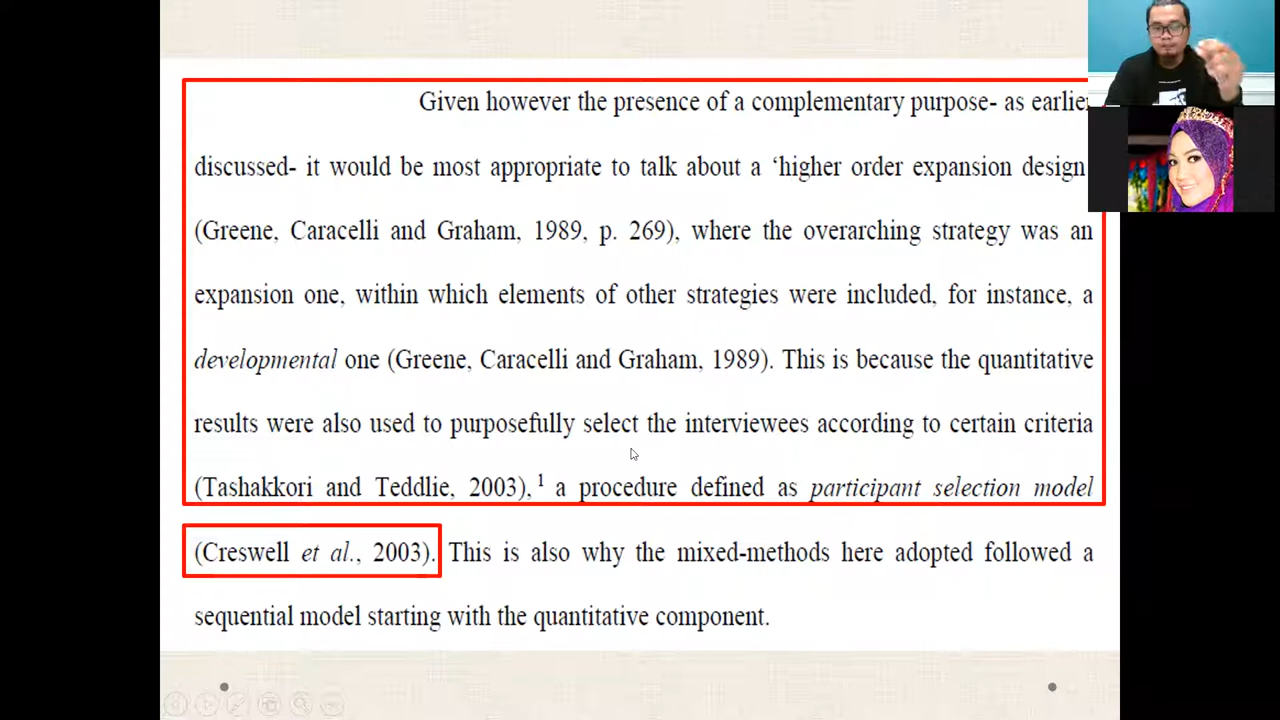 Given however the presence of a complementary purpose- as earlier
discussed- it would be most appropriate to talk about a ‘higher order expansion design
(Greene, Caracelli and Graham, 1989, p. 269), where the overarching strategy was an
expansion one, within which elements of other strategies were included, for instance, a
developmental one (Greene, Caracelli and Graham, 1989). This is because the quantitative
results were also used to purposefully select the interviewees according to certain criteria
(Tashakkori and Teddlie, 2003),¹ a procedure defined as participant selection model
(Creswell et al., 2003). This is also why the mixed-methods here adopted followed a
sequential model starting with the quantitative component.